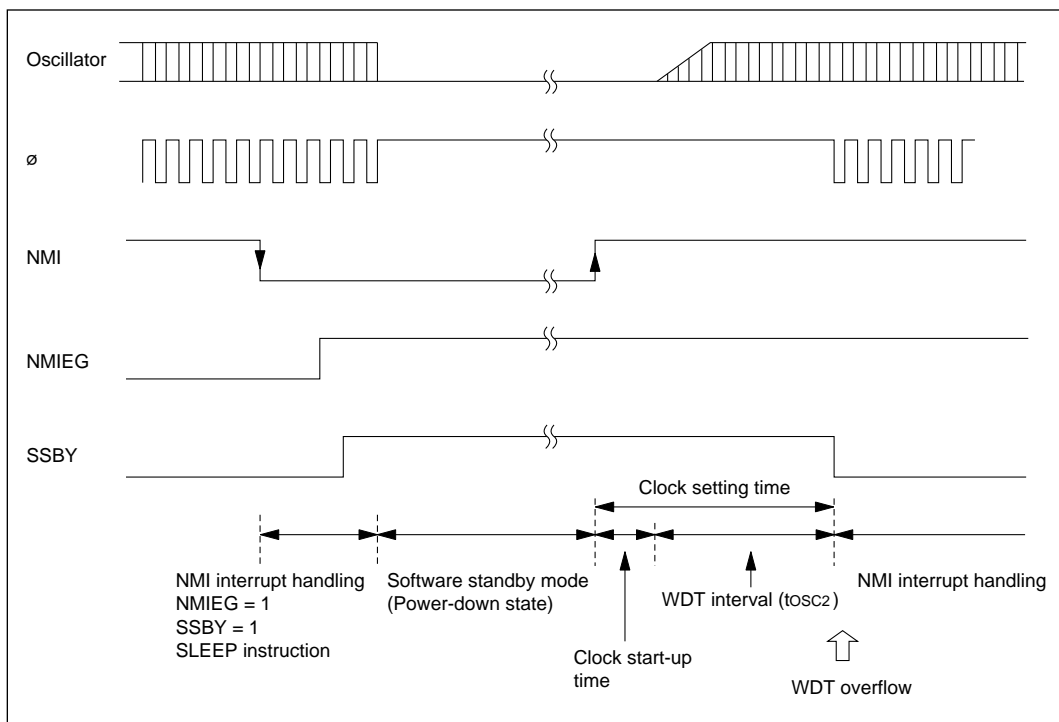 Oscillator
ø
NMI
NMIEG
SSBY
Clock setting time
NMI interrupt handling
NMIEG = 1
SSBY = 1
SLEEP instruction
Software standby mode
(Power-down state)
Clock start-up
time
WDT interval (tOSC2)
WDT overflow
NMI interrupt handling